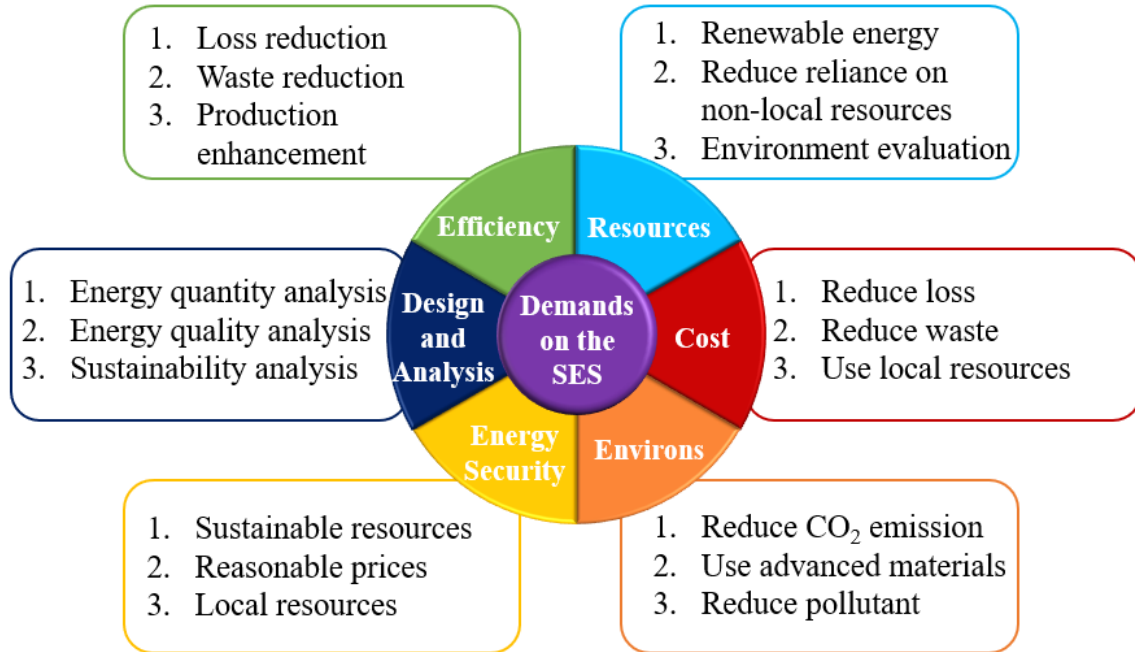 1. Loss reduction
2. Waste reduction
3. Production
enhancement
1. Renewable energy
2. Reduce reliance on
non-local resources
3. Environment evaluation
Efficiency
Resources
1. Energy quantity analysis
2. Energy quality analysis
3. Sustainability analysis
Design
and
Analysis
Demands
on the
SES
Cost
1. Reduce loss
2. Reduce waste
3. Use local resources
Energy
Security
Environs
1. Sustainable resources
2. Reasonable prices
3. Local resources
1. Reduce CO₂ emission
2. Use advanced materials
3. Reduce pollutant